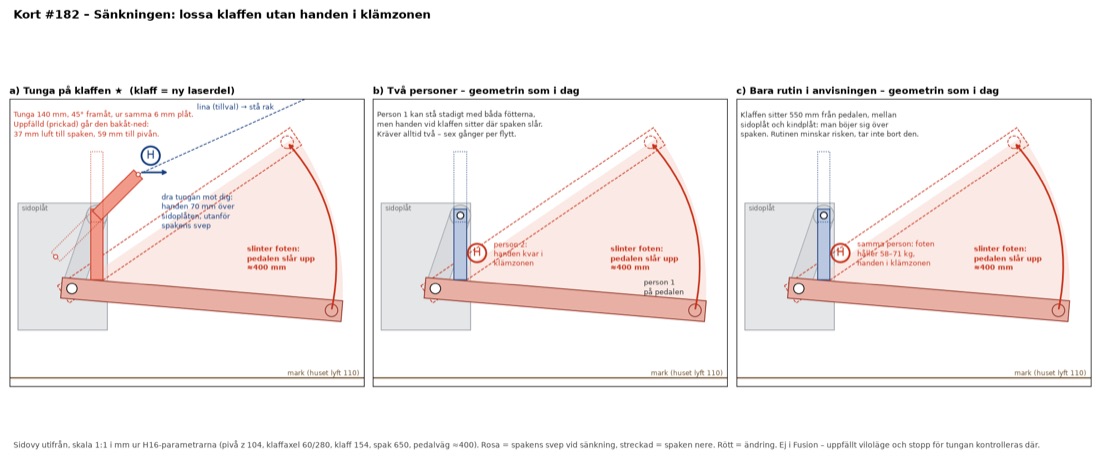 Kort #182 – Sänkningen: lossa klaffen utan handen i klämzonen
a) Tunga på klaffen ★ (klaff = ny laserdel)
Tunga 140 mm, 45° framåt, ur samma 6 mm plåt.
Uppfälld (prickad) går den bakåt-ned:
37 mm luft till spaken, 59 mm till pivån.
lina (tillval) → stå rak
H
dra tungan mot dig:
handen 70 mm över
sidoplåten, utanför
spakens svep
sidoplåt
slinter foten:
pedalen slår upp
≈400 mm
mark (huset lyft 110)
b) Två personer – geometrin som i dag
Person 1 kan stå stadigt med båda fötterna,
men handen vid klaffen sitter där spaken slår.
Kräver alltid två – sex gånger per flytt.
sidoplåt
H
person 2:
handen kvar i
klämzonen
slinter foten:
pedalen slår upp
≈400 mm
person 1
på pedalen
mark (huset lyft 110)
c) Bara rutin i anvisningen – geometrin som i dag
Klaffen sitter 550 mm från pedalen, mellan
sidoplåt och kindplåt; man böjer sig över
spaken. Rutinen minskar risken, tar inte bort den.
sidoplåt
H
samma person: foten
håller 58–71 kg,
handen i klämzonen
slinter foten:
pedalen slår upp
≈400 mm
mark (huset lyft 110)
Sidovy utifrån, skala 1:1 i mm ur H16-parametrarna (pivå z 104, klaffaxel 60/280, klaff 154, spak 650, pedalväg ≈400). Rosa = spakens svep vid sänkning, streckad = spaken nere. Rött = ändring. Ej i Fusion – uppfällt viloläge och stopp för tungan kontrolleras där.